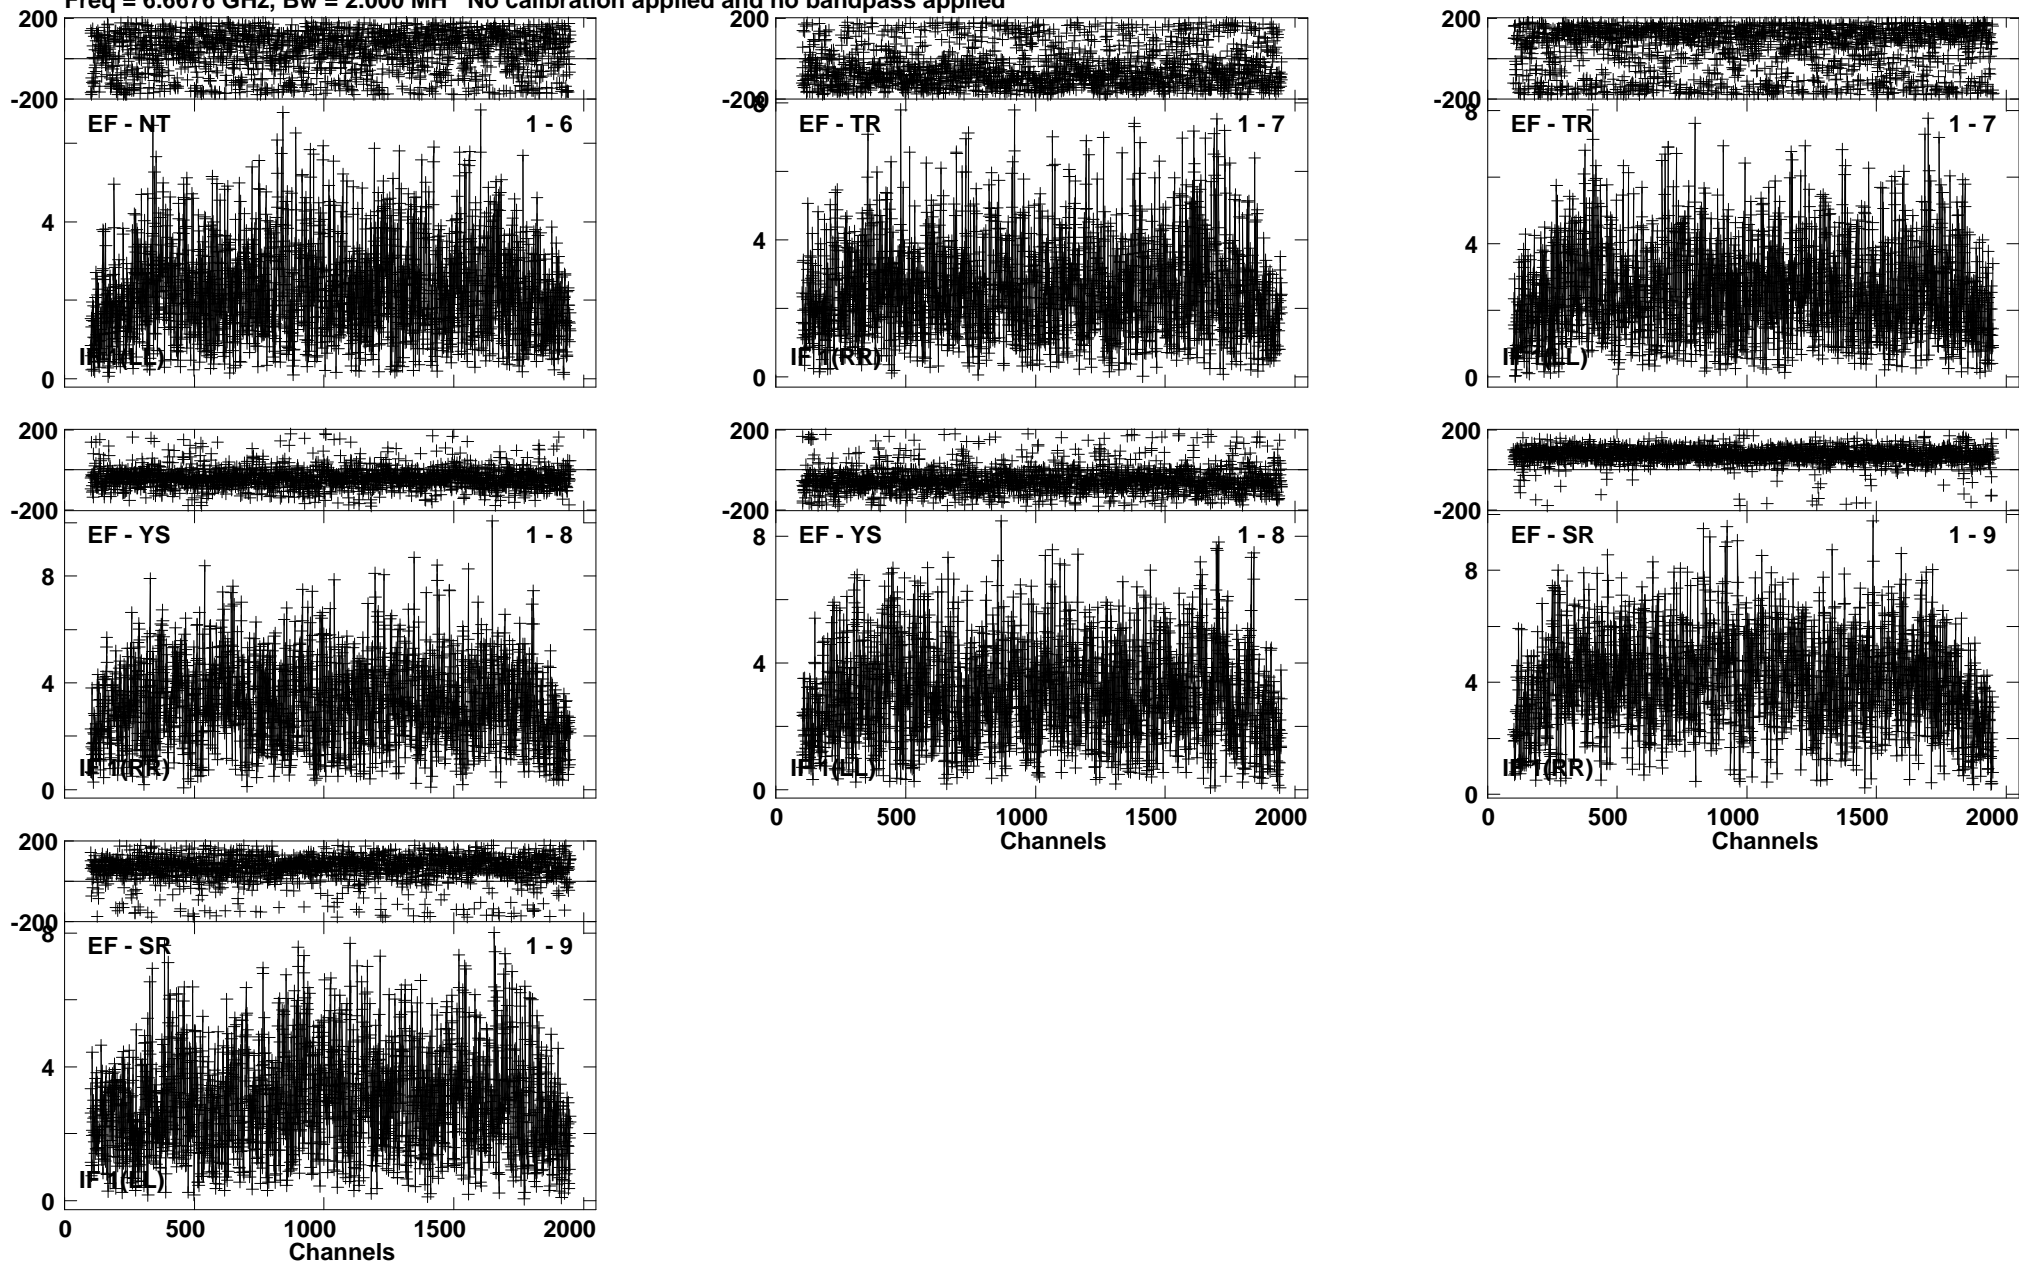 Freq = 6.6676 GHz, Bw = 2.000 MH No calibration applied and no bandpass applied
200
-200
EF - NT 1 - 6
4
0
IF 1(LL)
200
-200
8
EF - TR 1 - 7
4
0
IF 1(RR)
200
-200
8
EF - TR 1 - 7
4
0
IF 1(LL)
200
-200
EF - YS 1 - 8
8
4
0
IF 1(RR)
200
-200
8
EF - YS 1 - 8
4
0
IF 1(LL)
0 500 1000 1500 2000
Channels
200
-200
EF - SR 1 - 9
8
4
0
IF 1(RR)
0 500 1000 1500 2000
Channels
200
-200
8
EF - SR 1 - 9
4
0
IF 1(LL)
0 500 1000 1500 2000
Channels